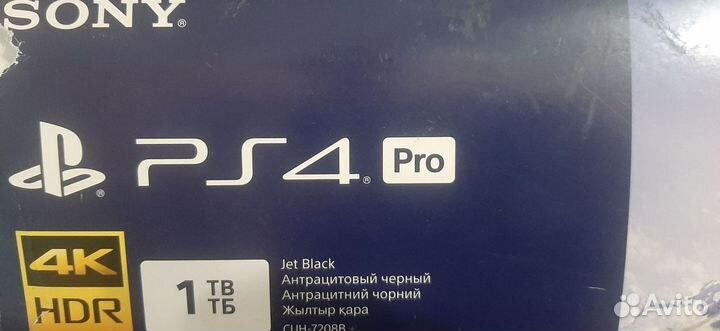 SONY®
PS4® Pro
4K
HDR
1 TB
ТБ
Jet Black
Антрацитовый черный
Антрацитний чорний
Жылтыр қара
CUH-7208B
Avito